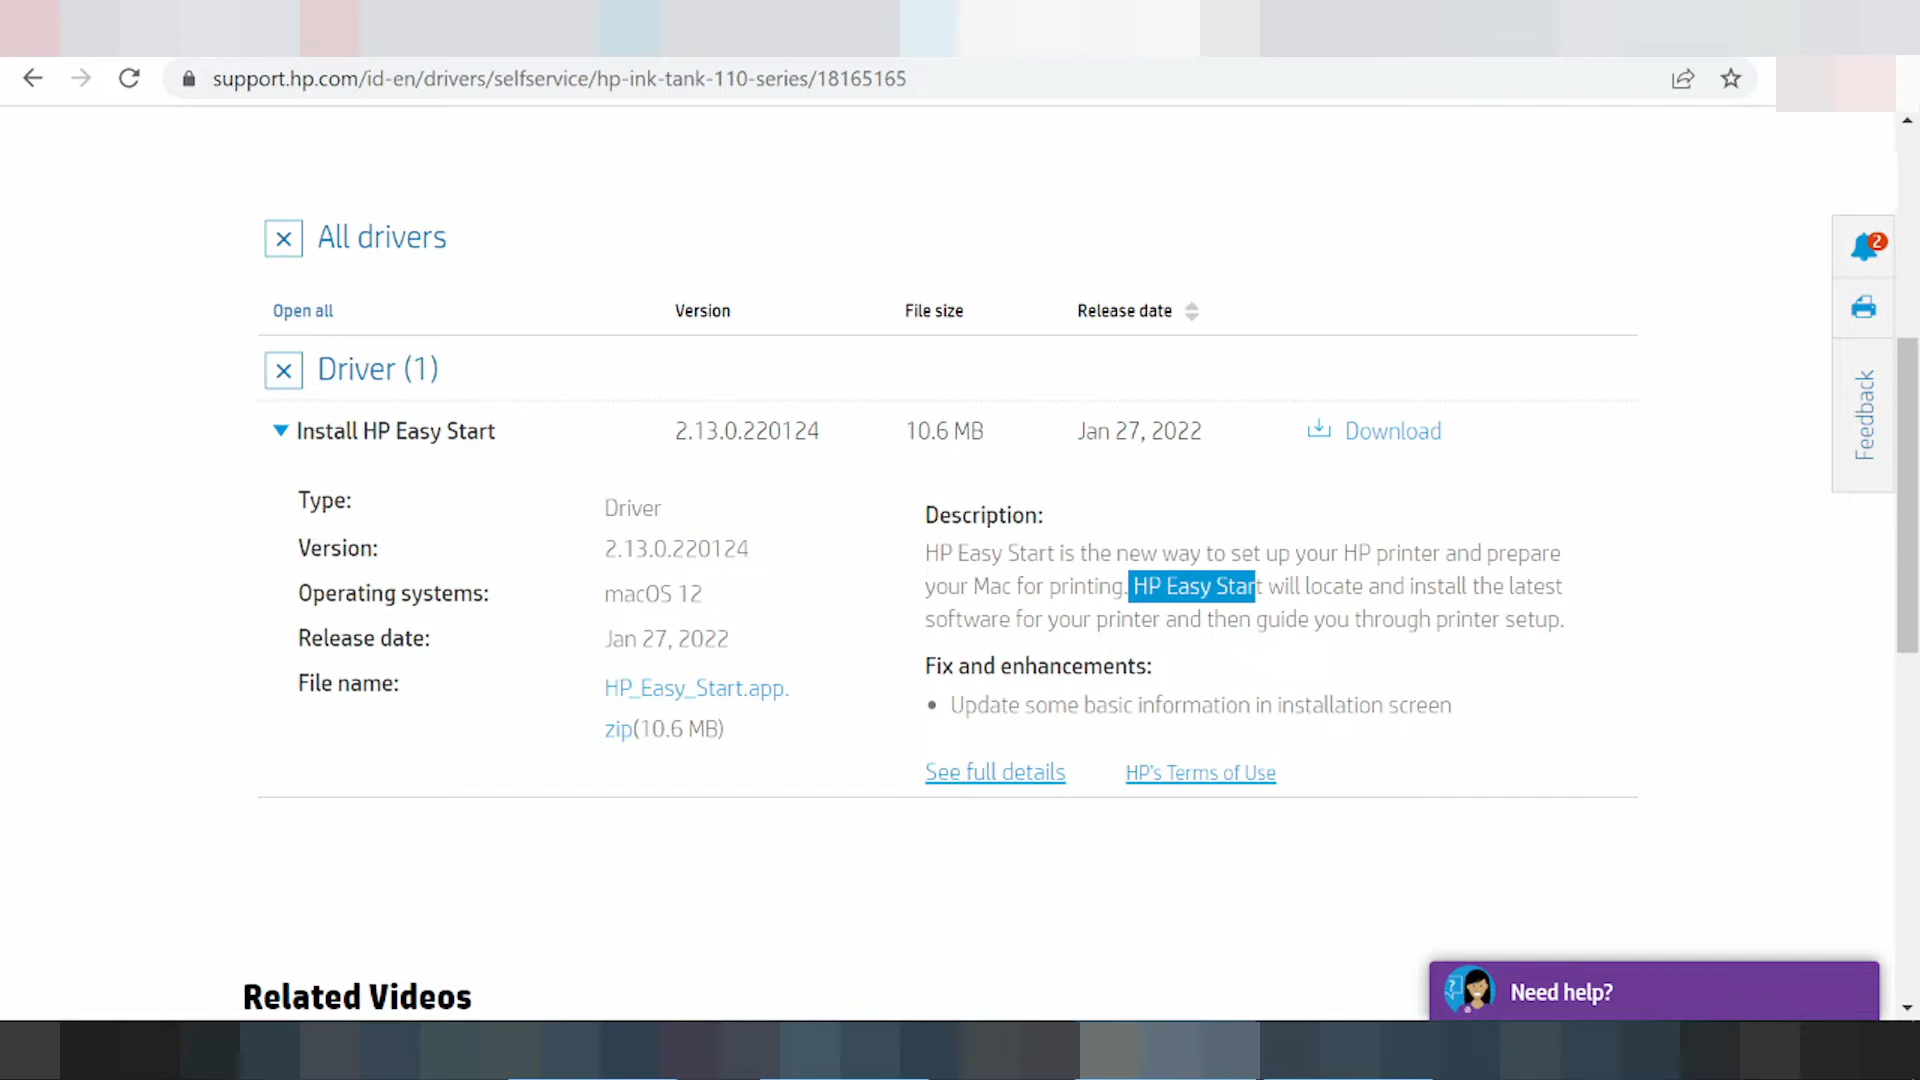 support.hp.com/id-en/drivers/selfservice/hp-ink-tank-110-series/18165165
All drivers
Open all Version File size Release date
Driver (1)
Install HP Easy Start 2.13.0.220124 10.6 MB Jan 27, 2022 Download
Type: Driver
Version: 2.13.0.220124
Operating systems: macOS 12
Release date: Jan 27, 2022
File name: HP_Easy_Start.app.
zip(10.6 MB)
Description:
HP Easy Start is the new way to set up your HP printer and prepare
your Mac for printing. HP Easy Start will locate and install the latest
software for your printer and then guide you through printer setup.
Fix and enhancements:
• Update some basic information in installation screen
See full details HP's Terms of Use
2
Feedback
Related Videos
Need help?